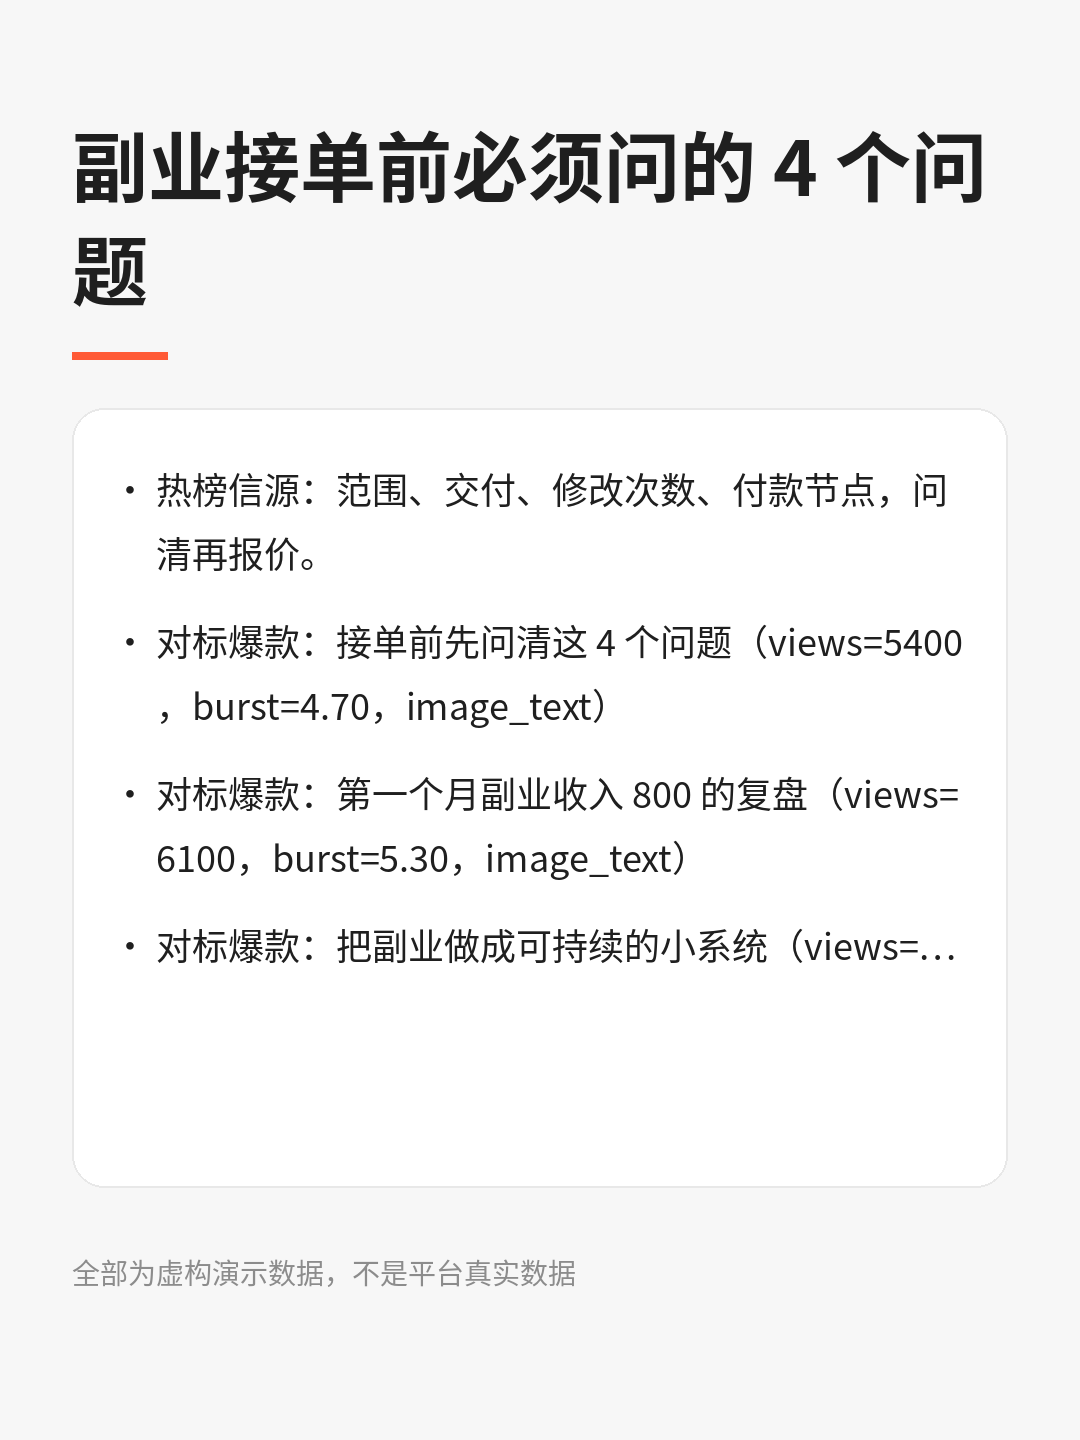 副业接单前必须问的 4 个问
题
・ 热榜信源：范围、交付、修改次数、付款节点，问
清再报价。
・ 对标爆款：接单前先问清这 4 个问题（views=5400
，burst=4.70，image_text）
・ 对标爆款：第一个月副业收入 800 的复盘（views=
6100，burst=5.30，image_text）
・ 对标爆款：把副业做成可持续的小系统（views=…
全部为虚构演示数据，不是平台真实数据